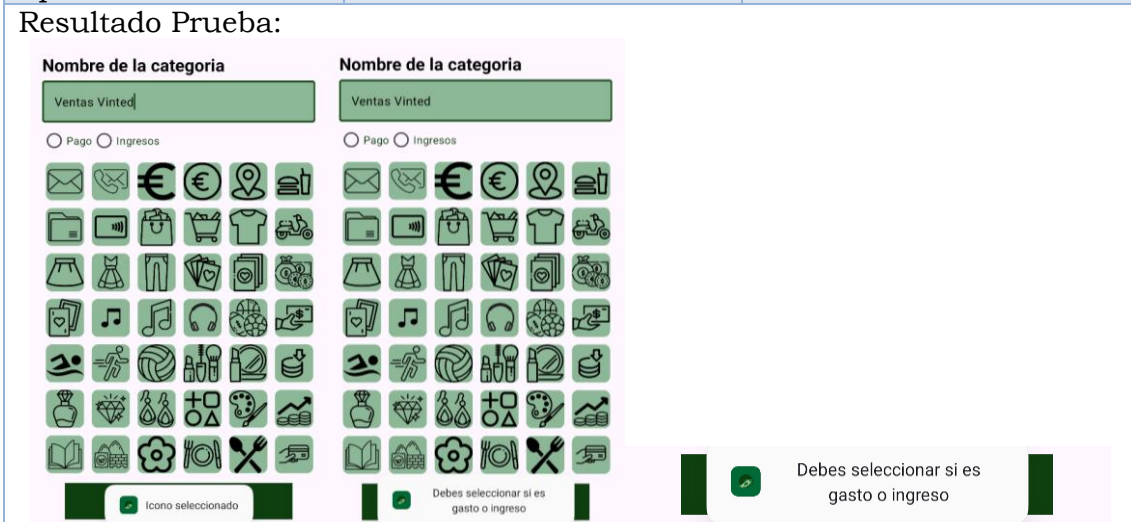 Resultado Prueba:
Nombre de la categoria
Ventas Vinted
Pago Ingresos
Icono seleccionado
Nombre de la categoria
Ventas Vinted
Pago Ingresos
Debes seleccionar si es
gasto o ingreso
Debes seleccionar si es
gasto o ingreso